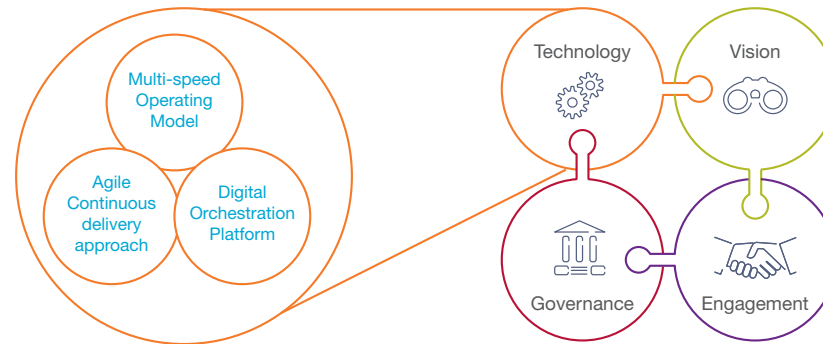 Multi-speed
Operating
Model
Agile
Continuous
delivery
approach
Digital
Orchestration
Platform
Technology
Vision
Governance
Engagement